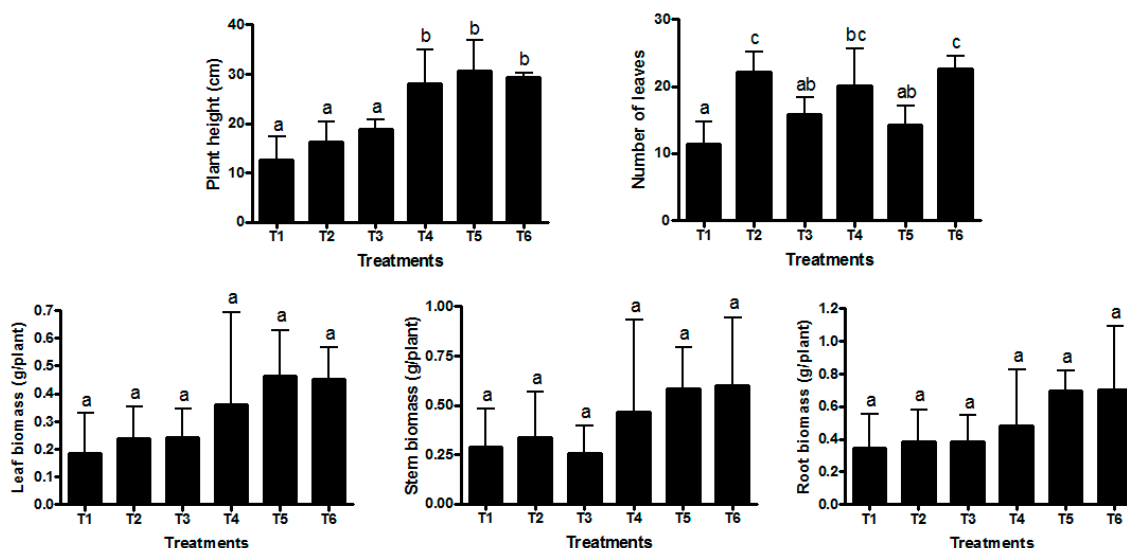 Plant height (cm)
40
30
20
10
0
a
a
a
b
b
b
T1 T2 T3 T4 T5 T6
Treatments
Number of leaves
30
20
10
0
a
c
ab
bc
ab
c
T1 T2 T3 T4 T5 T6
Treatments
Leaf biomass (g/plant)
0.7
0.6
0.5
0.4
0.3
0.2
0.1
0.0
a
a
a
a
a
a
T1 T2 T3 T4 T5 T6
Treatments
Stem biomass (g/plant)
1.00
0.75
0.50
0.25
0.00
a
a
a
a
a
a
T1 T2 T3 T4 T5 T6
Treatments
Root biomass (g/plant)
1.2
1.0
0.8
0.6
0.4
0.2
0.0
a
a
a
a
a
a
T1 T2 T3 T4 T5 T6
Treatments